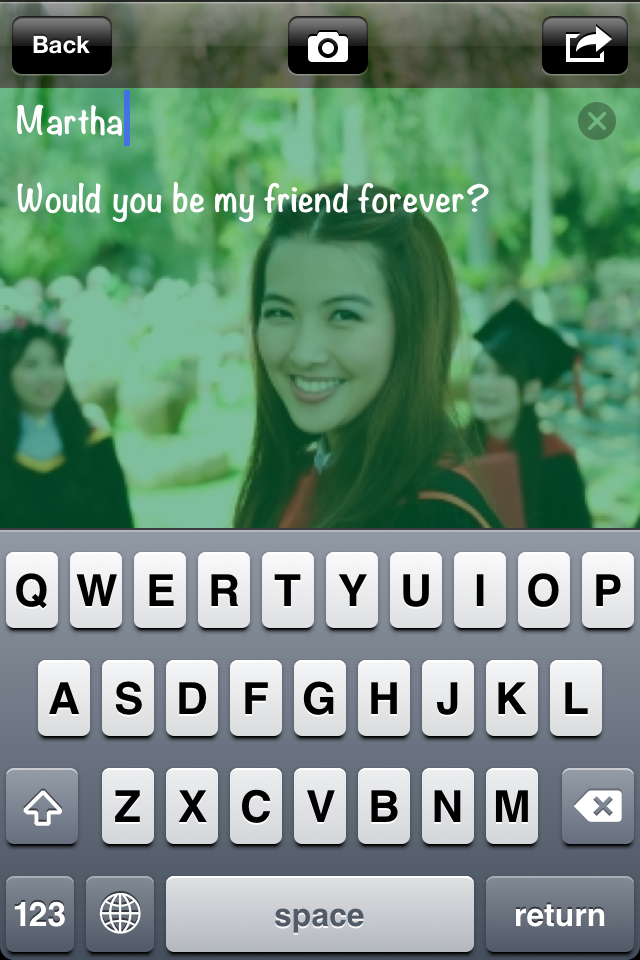 Back
Martha
Would you be my friend forever?
Q W E R T Y U I O P
A S D F G H J K L
Z X C V B N M
123 space return